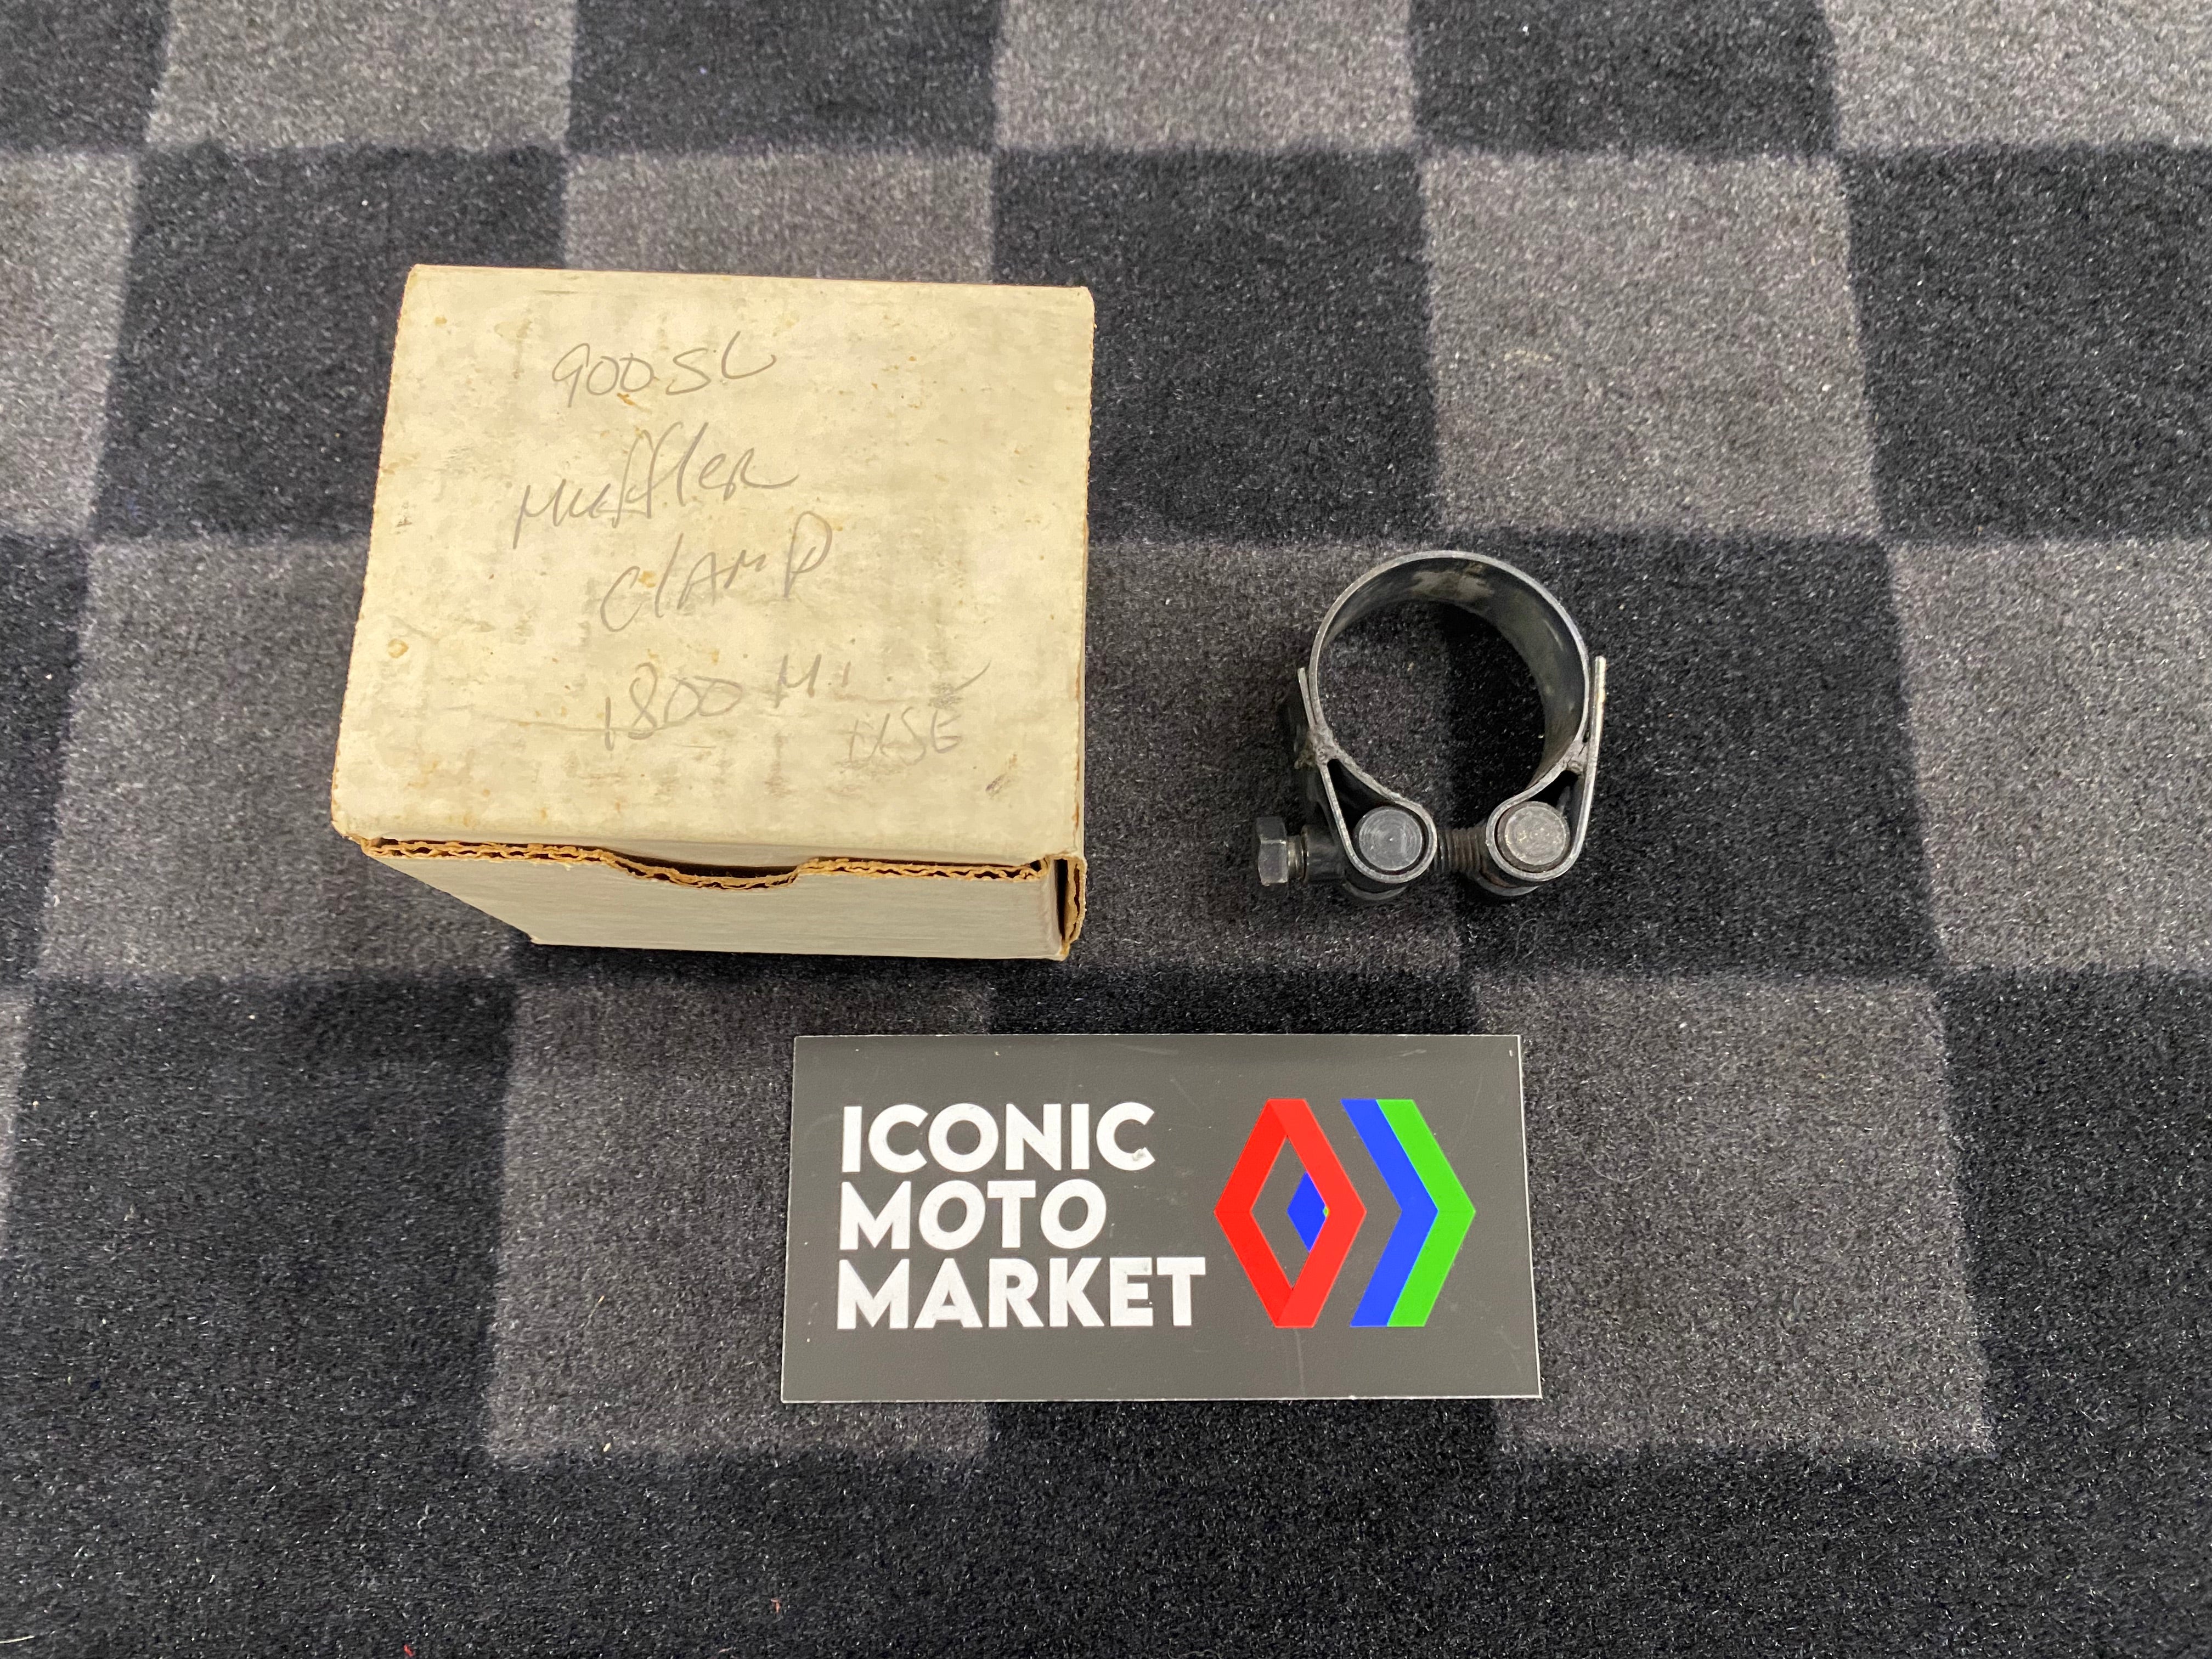 900SL
MufflER
ClAMP
1800 Mi
USE
ICONIC
MOTO
MARKET